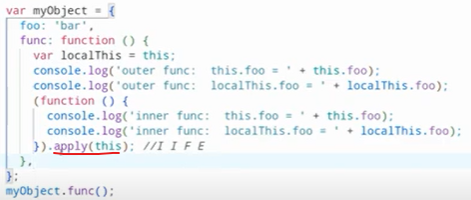 var myObject = {
foo: 'bar',
func: function () {
var localThis = this;
console.log('outer func:  this.foo = ' + this.foo);
console.log('outer func:  localThis.foo = ' + localThis.foo);
(function () {
console.log('inner func:  this.foo = ' + this.foo);
console.log('inner func:  localThis.foo = ' + localThis.foo);
}).apply(this); //I I F E
},
};
myObject.func();